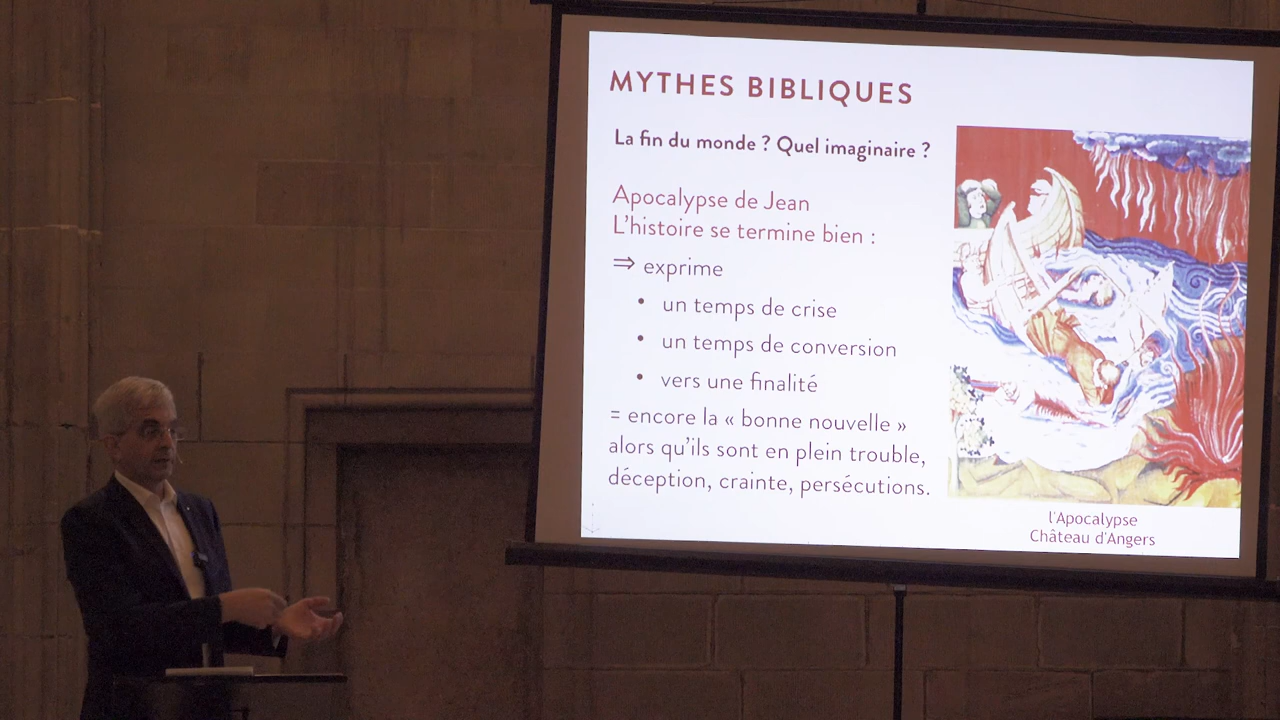 MYTHES BIBLIQUES
La fin du monde ? Quel imaginaire ?
Apocalypse de Jean
L'histoire se termine bien :
⇒ exprime
• un temps de crise
• un temps de conversion
• vers une finalité
= encore la « bonne nouvelle »
alors qu'ils sont en plein trouble,
déception, crainte, persécutions.
l'Apocalypse
Château d'Angers